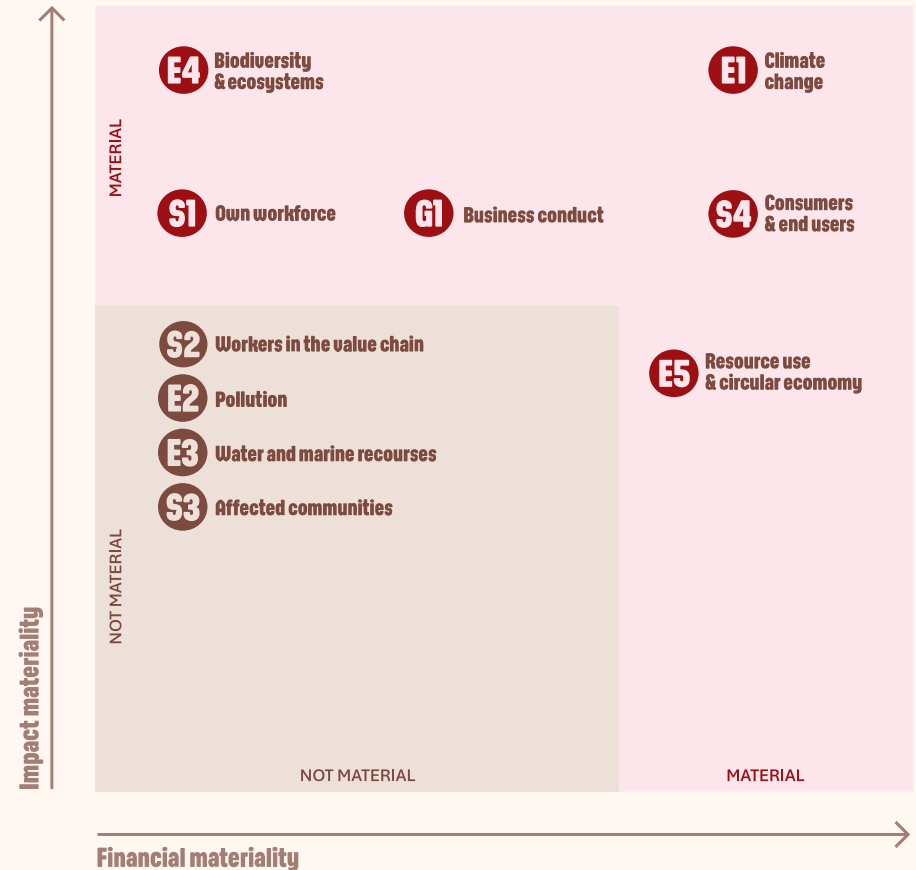 E4 Biodiversity
& ecosystems
E1 Climate
change
MATERIAL
S1 Own workforce
G1 Business conduct
S4 Consumers
& end users
S2 Workers in the value chain
E5 Resource use
& circular ecomomy
E2 Pollution
E3 Water and marine recourses
S3 Affected communities
NOT MATERIAL
Impact materiality
NOT MATERIAL
MATERIAL
Financial materiality